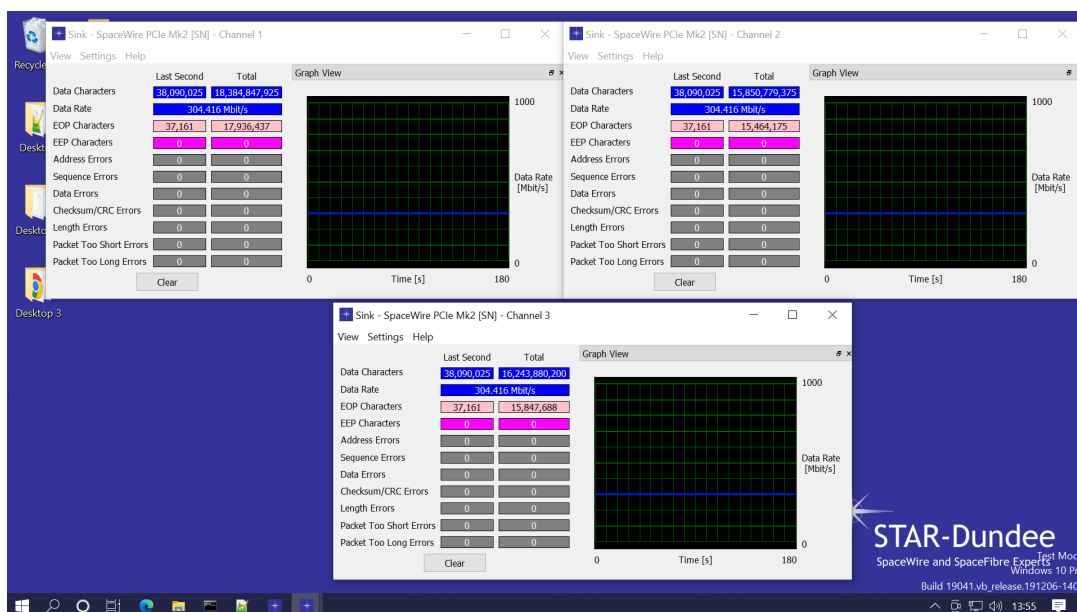 Recycle
Deskt
Desktc
Desktop 3
Sink - SpaceWire PCIe Mk2 [SN] - Channel 1
View Settings Help
Last Second Total
Data Characters 38,090,025 18,384,847,925
Data Rate 304.416 Mbit/s
EOP Characters 37,161 17,936,437
EEP Characters 0 0
Address Errors 0 0
Sequence Errors 0 0
Data Errors 0 0
Checksum/CRC Errors 0 0
Length Errors 0 0
Packet Too Short Errors 0 0
Packet Too Long Errors 0 0
Clear
Graph View
1000
Data Rate
[Mbit/s]
0
0 Time [s] 180
Sink - SpaceWire PCIe Mk2 [SN] - Channel 2
View Settings Help
Last Second Total
Data Characters 38,090,025 15,850,779,375
Data Rate 304.416 Mbit/s
EOP Characters 37,161 15,464,175
EEP Characters 0 0
Address Errors 0 0
Sequence Errors 0 0
Data Errors 0 0
Checksum/CRC Errors 0 0
Length Errors 0 0
Packet Too Short Errors 0 0
Packet Too Long Errors 0 0
Clear
Graph View
1000
Data Rate
[Mbit/s]
0
0 Time [s] 180
Sink - SpaceWire PCIe Mk2 [SN] - Channel 3
View Settings Help
Last Second Total
Data Characters 38,090,025 16,243,880,200
Data Rate 304.416 Mbit/s
EOP Characters 37,161 15,847,688
EEP Characters 0 0
Address Errors 0 0
Sequence Errors 0 0
Data Errors 0 0
Checksum/CRC Errors 0 0
Length Errors 0 0
Packet Too Short Errors 0 0
Packet Too Long Errors 0 0
Clear
Graph View
1000
Data Rate
[Mbit/s]
0
0 Time [s] 180
STAR-Dundee
SpaceWire and SpaceFibre Experts
Test Mod
Windows 10 Pr
Build 19041.vb_release.191206-140
13:55